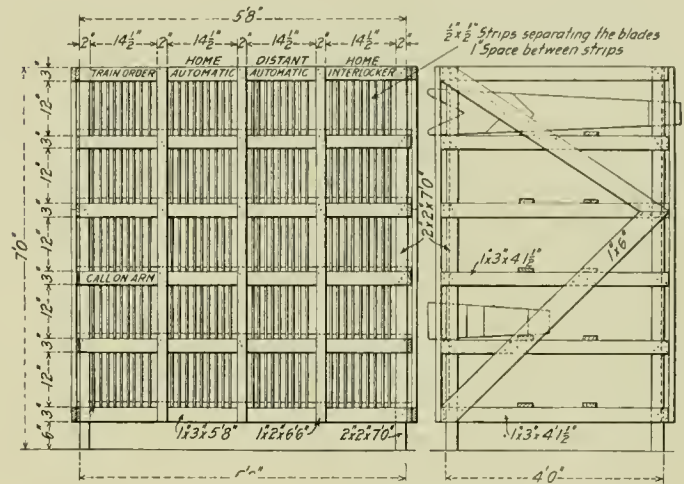 5'8"
2" 14½" 2" 14½" 2" 14½" 2" 14½" 2"
½"x½" Strips separating the blades
1" Space between strips
HOME DISTANT HOME
TRAIN ORDER AUTOMATIC AUTOMATIC INTERLOCKER
3"
12"
3"
12"
3"
12"
3"
12"
3"
12"
3"
6"
7'0"
CALL ON ARM
2"x2"x7'0"
1"x6"
1"x3"x4'1½"
1"x3"x5'8"
1"x2"x6'6"
2"x2"x7'0"
1"x3"x4'1½"
4'0"